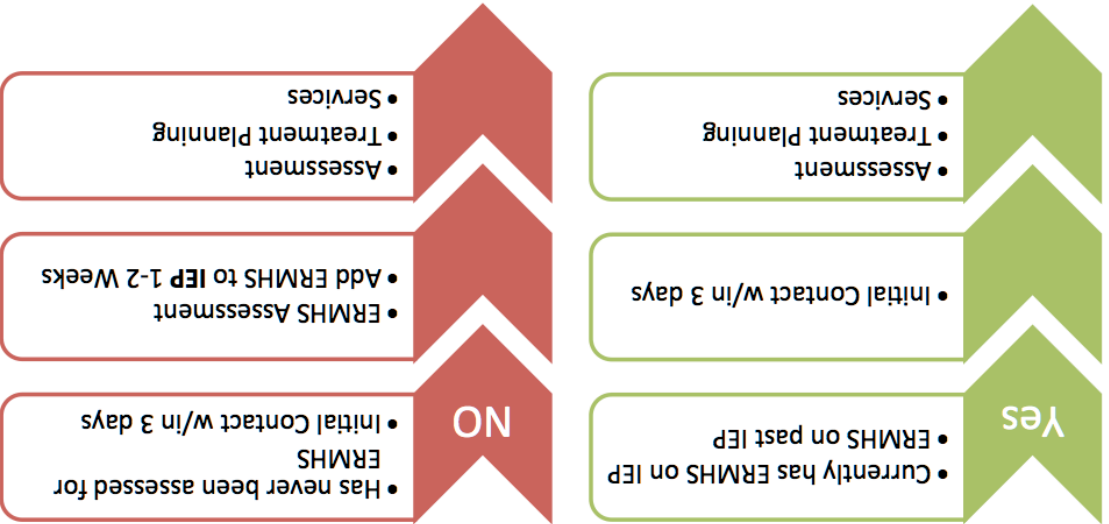 Yes
• Currently has ERMHS on IEP
• ERMHS on past IEP
• Initial Contact w/in 3 days
• Assessment
• Treatment Planning
• Services
NO
• Has never been assessed for
ERMHS
• Initial Contact w/in 3 days
• ERMHS Assessment
• Add ERMHS to IEP 1-2 Weeks
• Assessment
• Treatment Planning
• Services